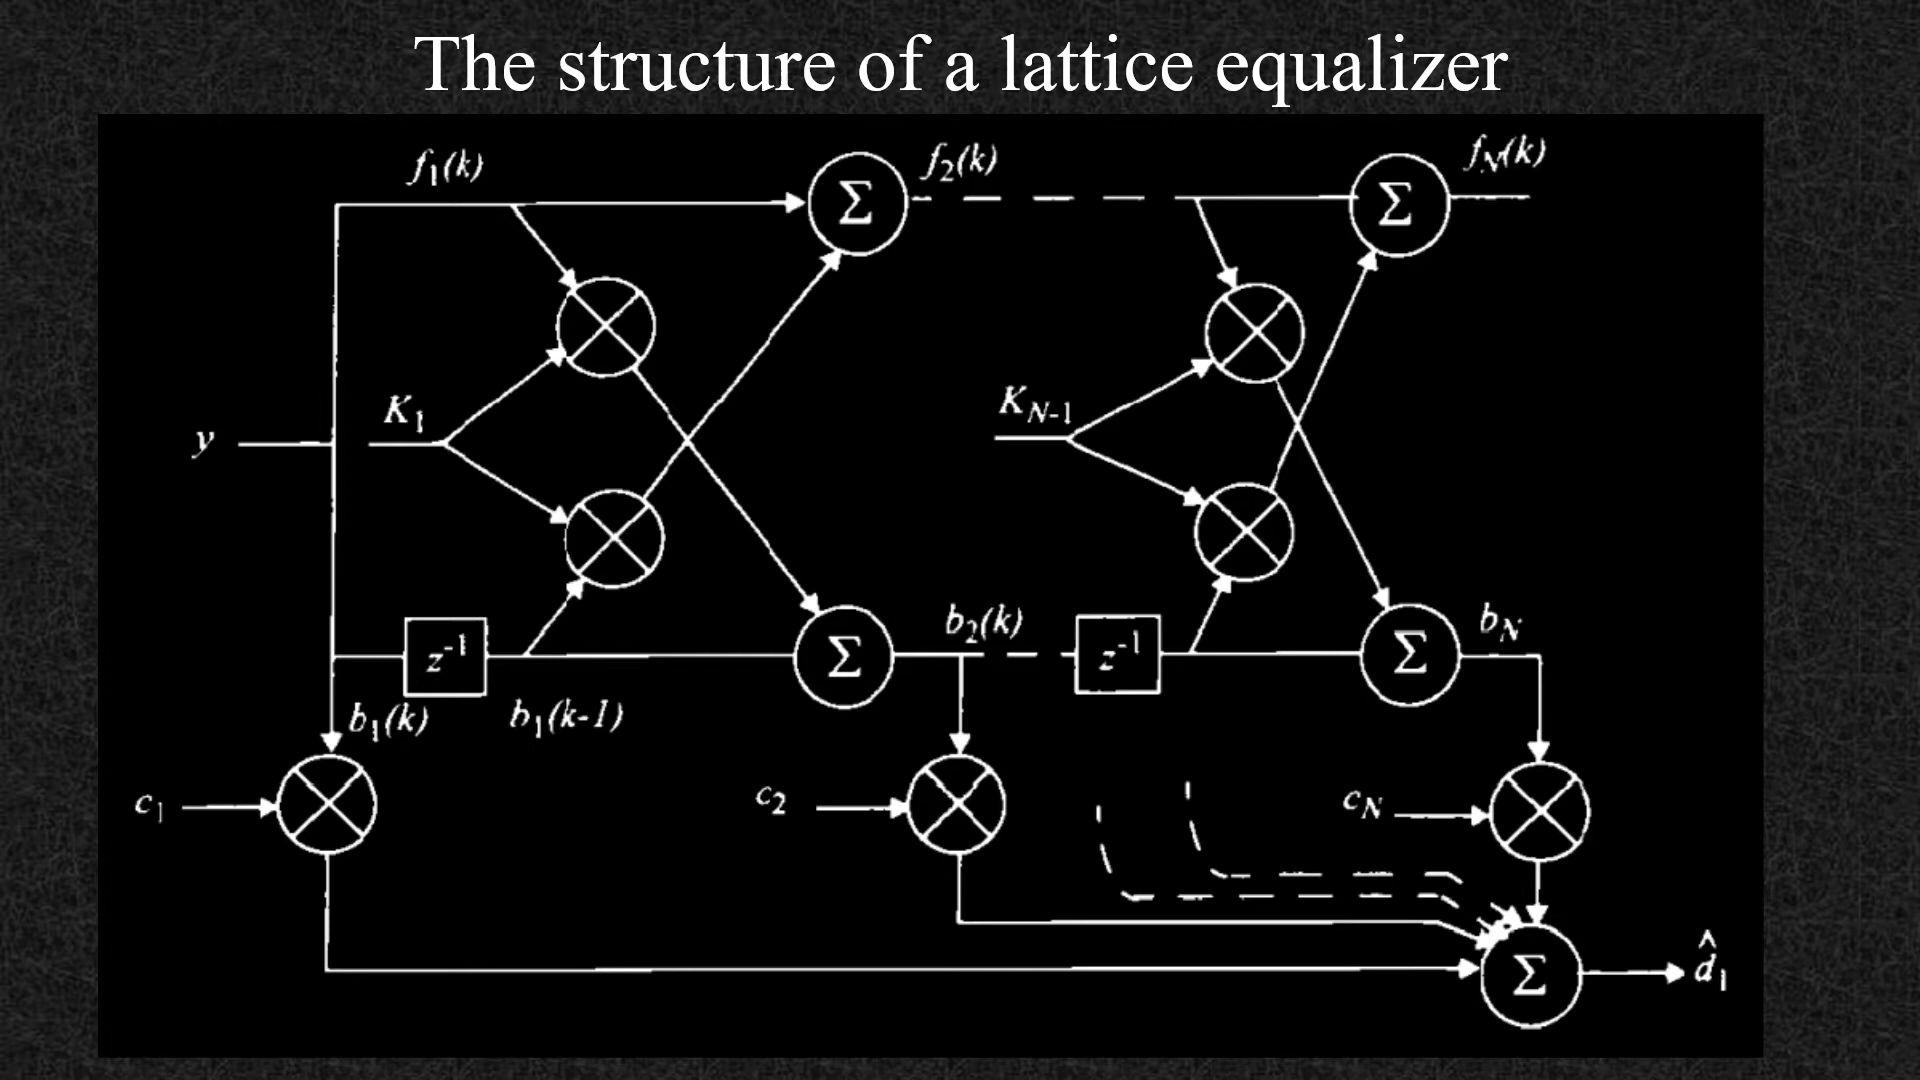 The structure of a lattice equalizer
f₁(k)
f₂(k)
f_N(k)
Σ
Σ
K₁
K_{N-1}
y
z⁻¹
Σ
b₂(k)
z⁻¹
Σ
b_N
b₁(k)
b₁(k-1)
c₁
c₂
c_N
Σ
d̂₁